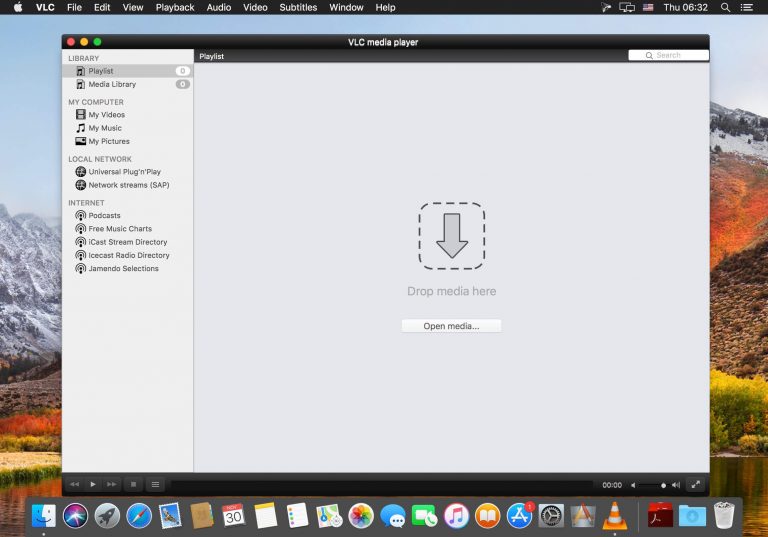 VLC File Edit View Playback Audio Video Subtitles Window Help Thu 06:32
VLC media player
LIBRARY
Playlist 0
Media Library 0
MY COMPUTER
My Videos
My Music
My Pictures
LOCAL NETWORK
Universal Plug'n'Play
Network streams (SAP)
INTERNET
Podcasts
Free Music Charts
iCast Stream Directory
Icecast Radio Directory
Jamendo Selections
Playlist Search
Drop media here
Open media...
00:00
NOV
30
1